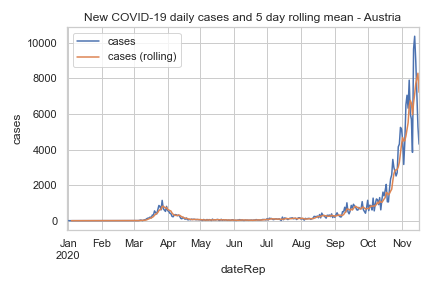 New COVID-19 daily cases and 5 day rolling mean - Austria
cases
cases (rolling)
10000
8000
6000
4000
2000
0
cases
Jan Feb Mar Apr May Jun Jul Aug Sep Oct Nov
2020
dateRep